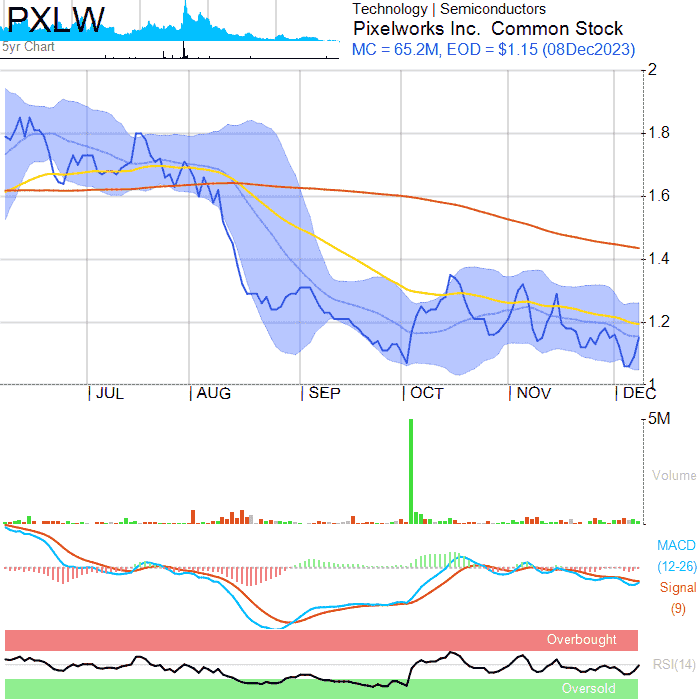 PXLW
5yr Chart
Technology | Semiconductors
Pixelworks Inc.  Common Stock
MC = 65.2M, EOD = $1.15 (08Dec2023)
2
1.8
1.6
1.4
1.2
1
JUL AUG SEP OCT NOV DEC
5M
Volume
MACD
(12-26)
Signal
(9)
Overbought
RSI(14)
Oversold